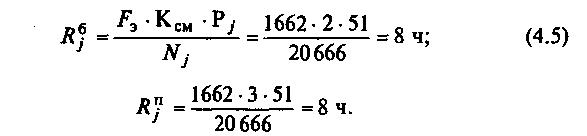 R_j^б = (F_э · К_см · Р_j) / N_j = (1662 · 2 · 51) / 20 666 = 8 ч; (4.5)
R_j^п = (1662 · 3 · 51) / 20 666 = 8 ч.